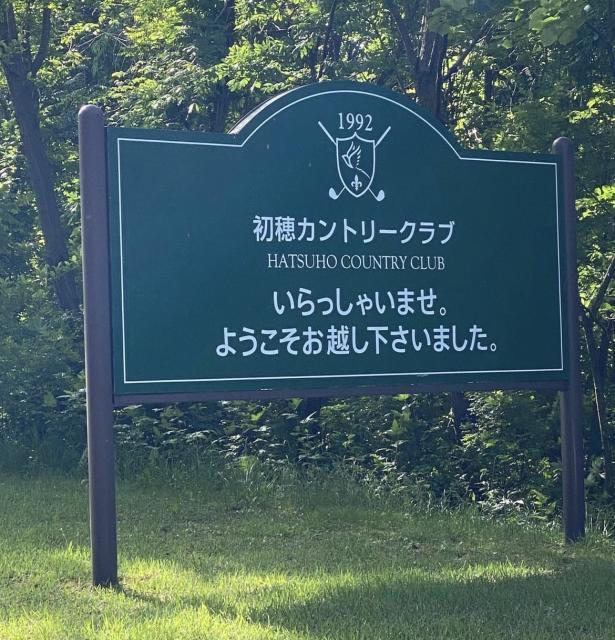 1992
初穂カントリークラブ
HATSUHO COUNTRY CLUB
いらっしゃいませ。
ようこそお越し下さいました。